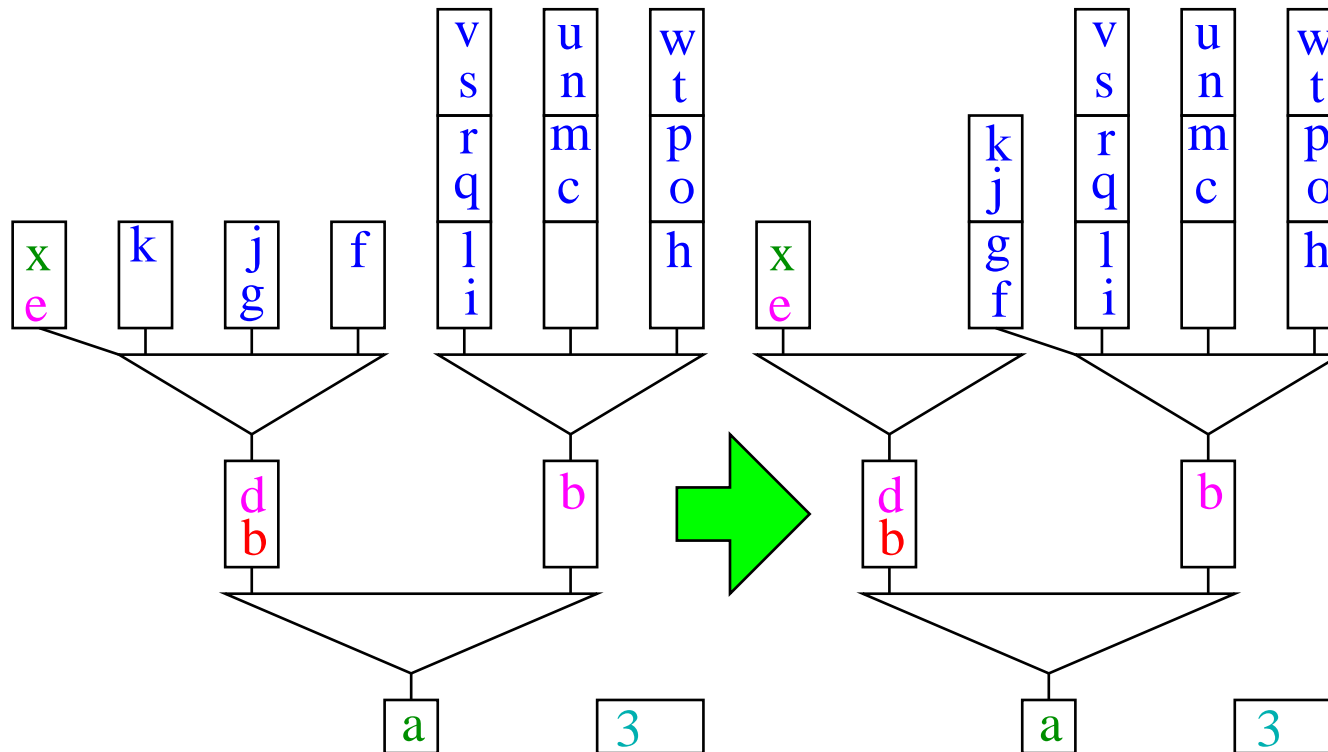 v u w v u w
s n t s n t
r m p k r m p
q c o j q c o
x k j f l h x g l h
e g i e f i
d b d b
b b
a 3 a 3